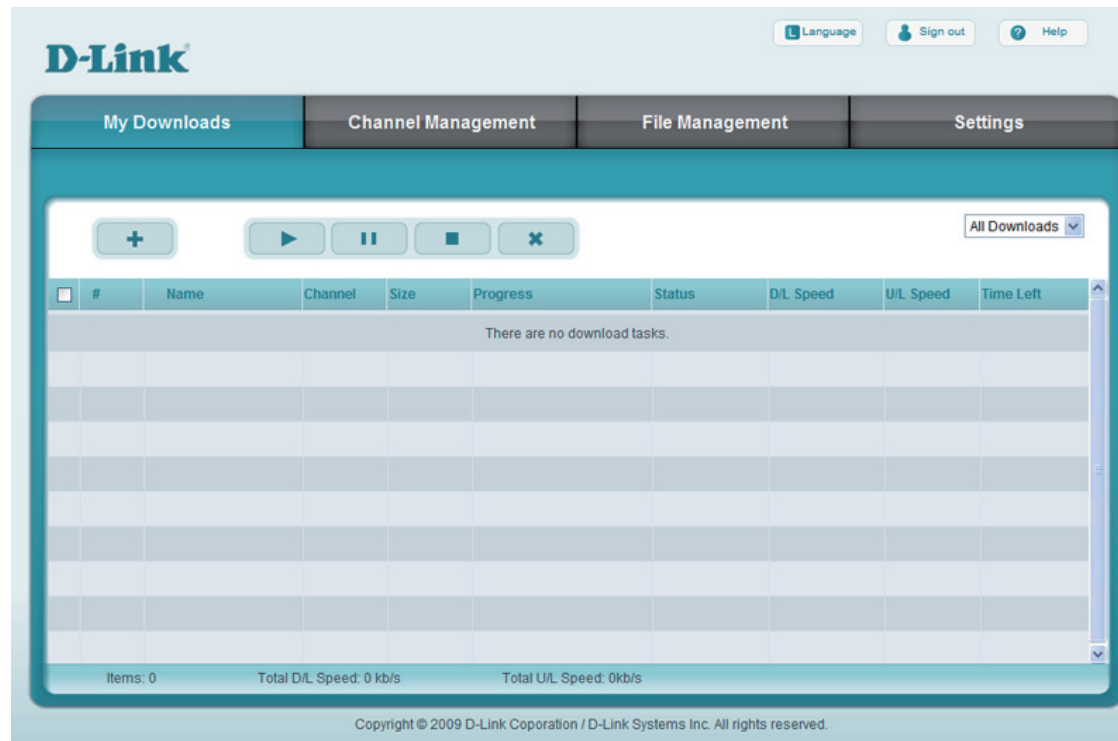 D-Link
L Language Sign out ? Help
My Downloads Channel Management File Management Settings
All Downloads
# Name Channel Size Progress Status D/L Speed U/L Speed Time Left
There are no download tasks.
Items: 0 Total D/L Speed: 0 kb/s Total U/L Speed: 0kb/s
Copyright © 2009 D-Link Coporation / D-Link Systems Inc. All rights reserved.